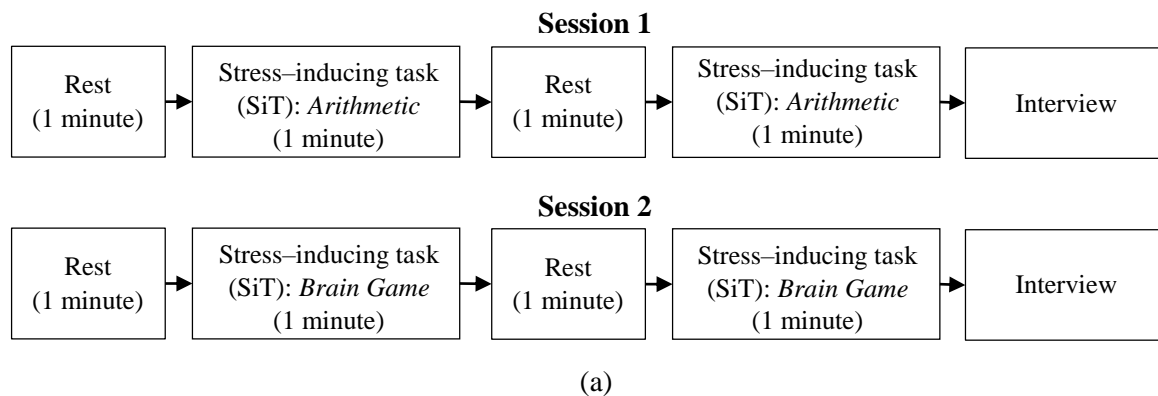 Session 1
Rest
(1 minute)
Stress–inducing task
(SiT): Arithmetic
(1 minute)
Rest
(1 minute)
Stress–inducing task
(SiT): Arithmetic
(1 minute)
Interview
Session 2
Rest
(1 minute)
Stress–inducing task
(SiT): Brain Game
(1 minute)
Rest
(1 minute)
Stress–inducing task
(SiT): Brain Game
(1 minute)
Interview
(a)